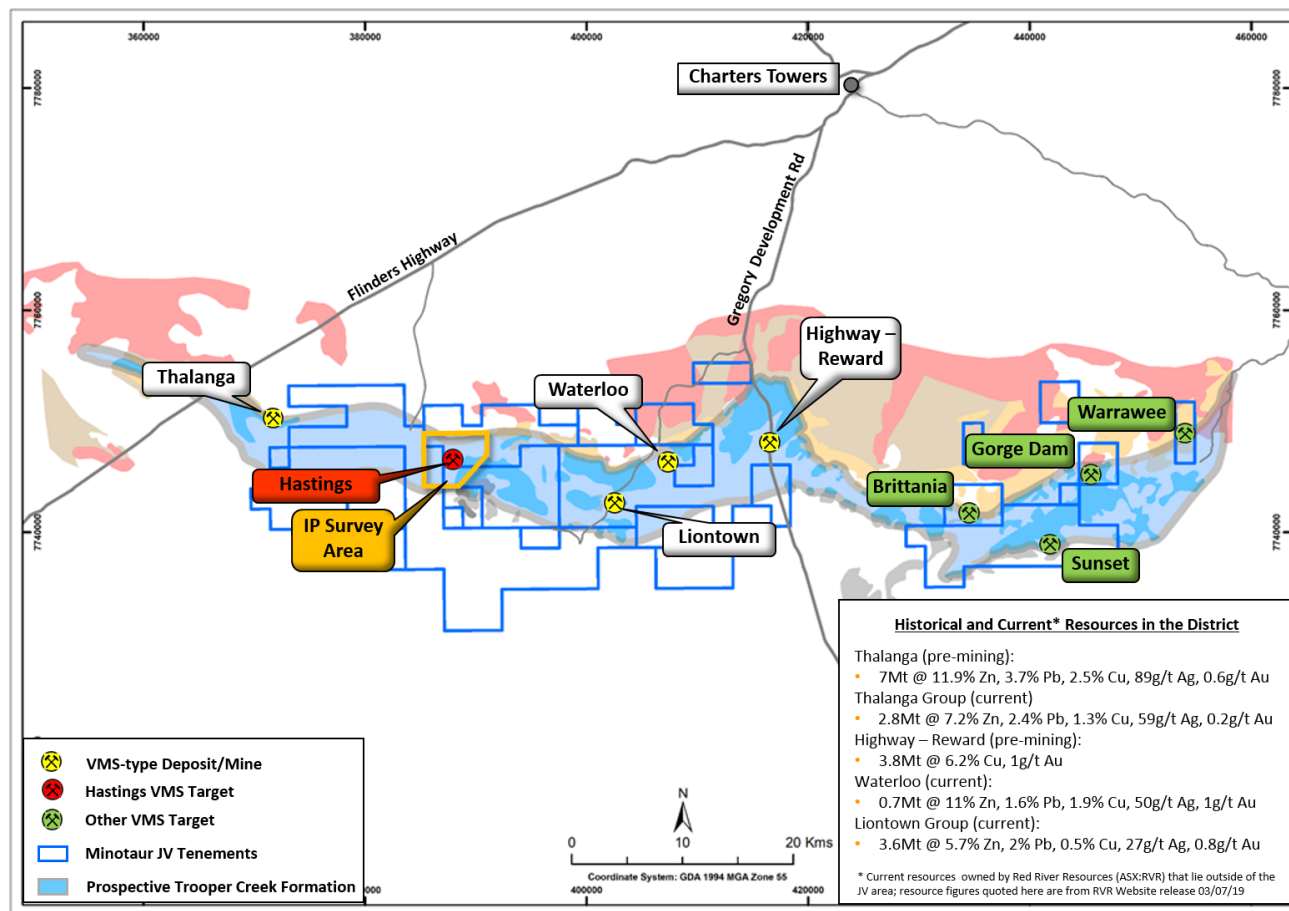 360000
380000
400000
420000
440000
460000
7780000
7780000
Charters Towers
Flinders Highway
Gregory Development Rd
7760000
7760000
Highway –
Reward
Thalanga
Waterloo
Warrawee
Gorge Dam
Hastings
Brittania
IP Survey
Area
Liontown
Sunset
7740000
7740000
Historical and Current* Resources in the District
Thalanga (pre-mining):
• 7Mt @ 11.9% Zn, 3.7% Pb, 2.5% Cu, 89g/t Ag, 0.6g/t Au
Thalanga Group (current)
• 2.8Mt @ 7.2% Zn, 2.4% Pb, 1.3% Cu, 59g/t Ag, 0.2g/t Au
Highway – Reward (pre-mining):
• 3.8Mt @ 6.2% Cu, 1g/t Au
Waterloo (current):
• 0.7Mt @ 11% Zn, 1.6% Pb, 1.9% Cu, 50g/t Ag, 1g/t Au
Liontown Group (current):
• 3.6Mt @ 5.7% Zn, 2% Pb, 0.5% Cu, 27g/t Ag, 0.8g/t Au
* Current resources owned by Red River Resources (ASX:RVR) that lie outside of the
JV area; resource figures quoted here are from RVR Website release 03/07/19
VMS-type Deposit/Mine
Hastings VMS Target
Other VMS Target
Minotaur JV Tenements
Prospective Trooper Creek Formation
N
0 10 20 Kms
Coordinate System: GDA 1994 MGA Zone 55
400000
420000